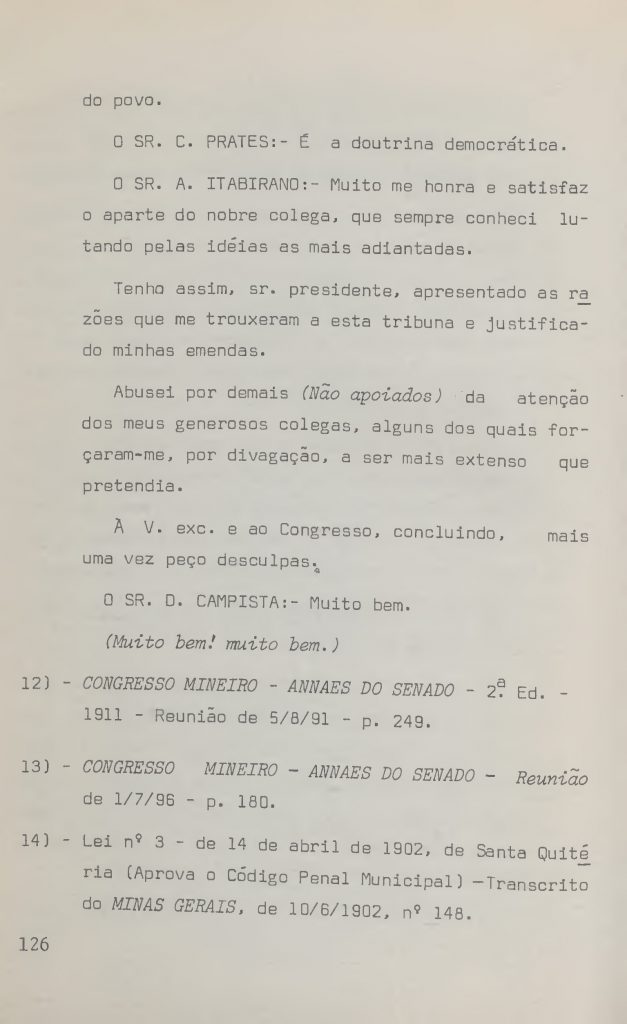 do povo.
O SR. C. PRATES:- É a doutrina democrática.
O SR. A. ITABIRANO:- Muito me honra e satisfaz
o aparte do nobre colega, que sempre conheci lu-
tando pelas idéias as mais adiantadas.
Tenho assim, sr. presidente, apresentado as ra
zões que me trouxeram a esta tribuna e justifica-
do minhas emendas.
Abusei por demais (Não apoiados) da atenção
dos meus generosos colegas, alguns dos quais for-
çaram-me, por divagação, a ser mais extenso que
pretendia.
À V. exc. e ao Congresso, concluindo, mais
uma vez peço desculpas.
O SR. D. CAMPISTA:- Muito bem.
(Muito bem! muito bem.)
12) - CONGRESSO MINEIRO - ANNAES DO SENADO - 2ª Ed. -
1911 - Reunião de 5/8/91 - p. 249.
13) - CONGRESSO MINEIRO - ANNAES DO SENADO - Reunião
de 1/7/96 - p. 180.
14) - Lei nº 3 - de 14 de abril de 1902, de Santa Quité
ria (Aprova o Código Penal Municipal) -Transcrito
do MINAS GERAIS, de 10/6/1902, nº 148.
126